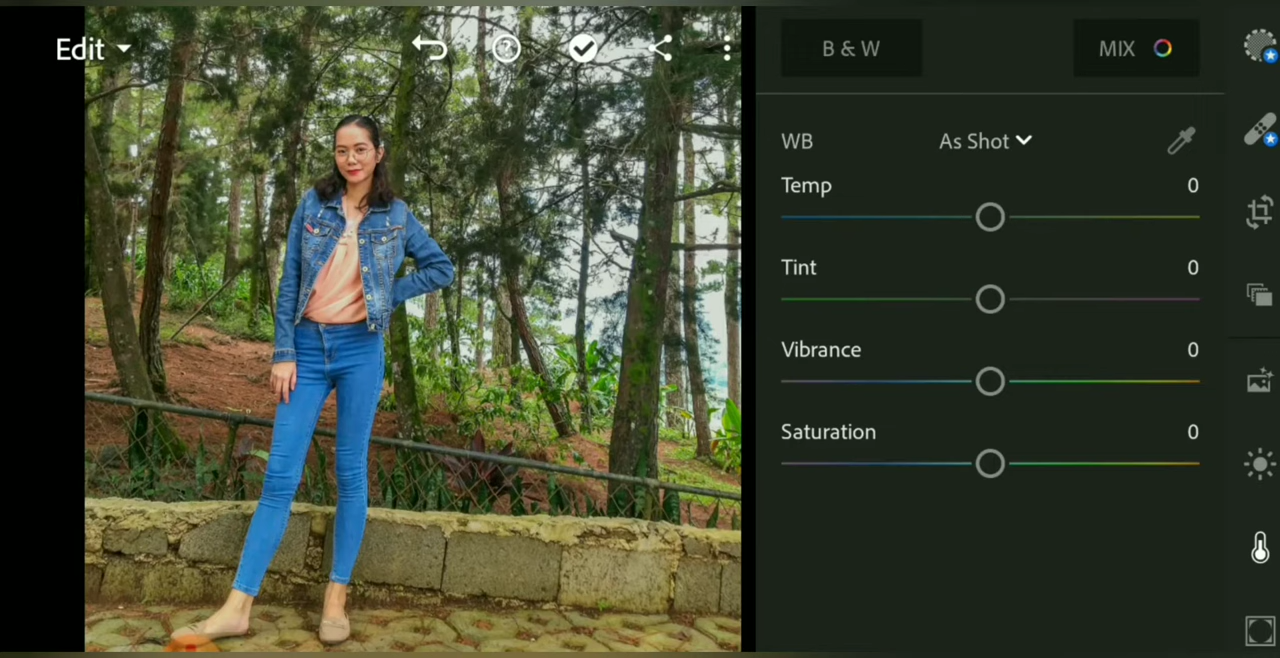 Edit
?
B & W
MIX
WB
As Shot
Temp
0
Tint
0
Vibrance
0
Saturation
0